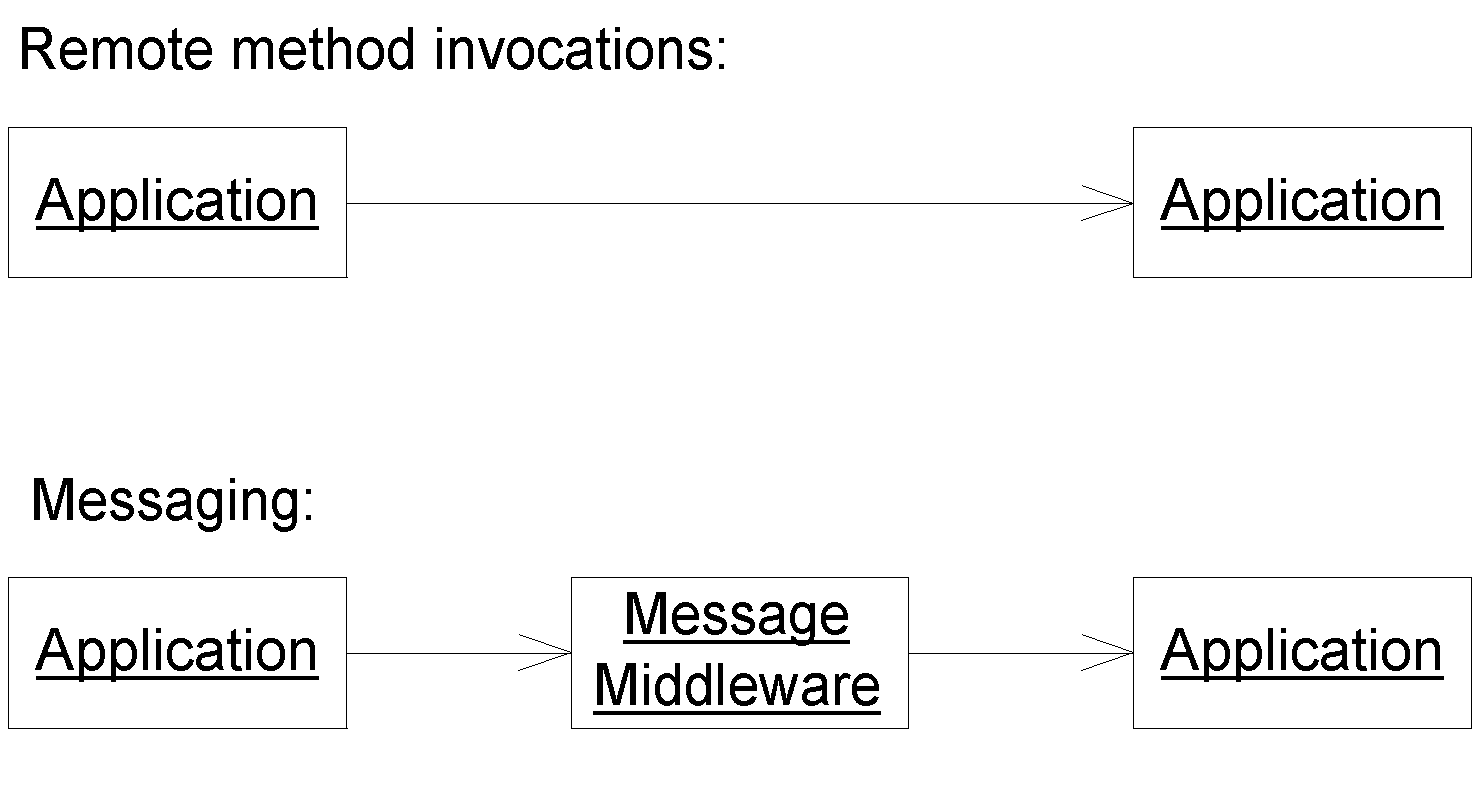 Remote method invocations:
Application
Application
Messaging:
Application
Message
Middleware
Application